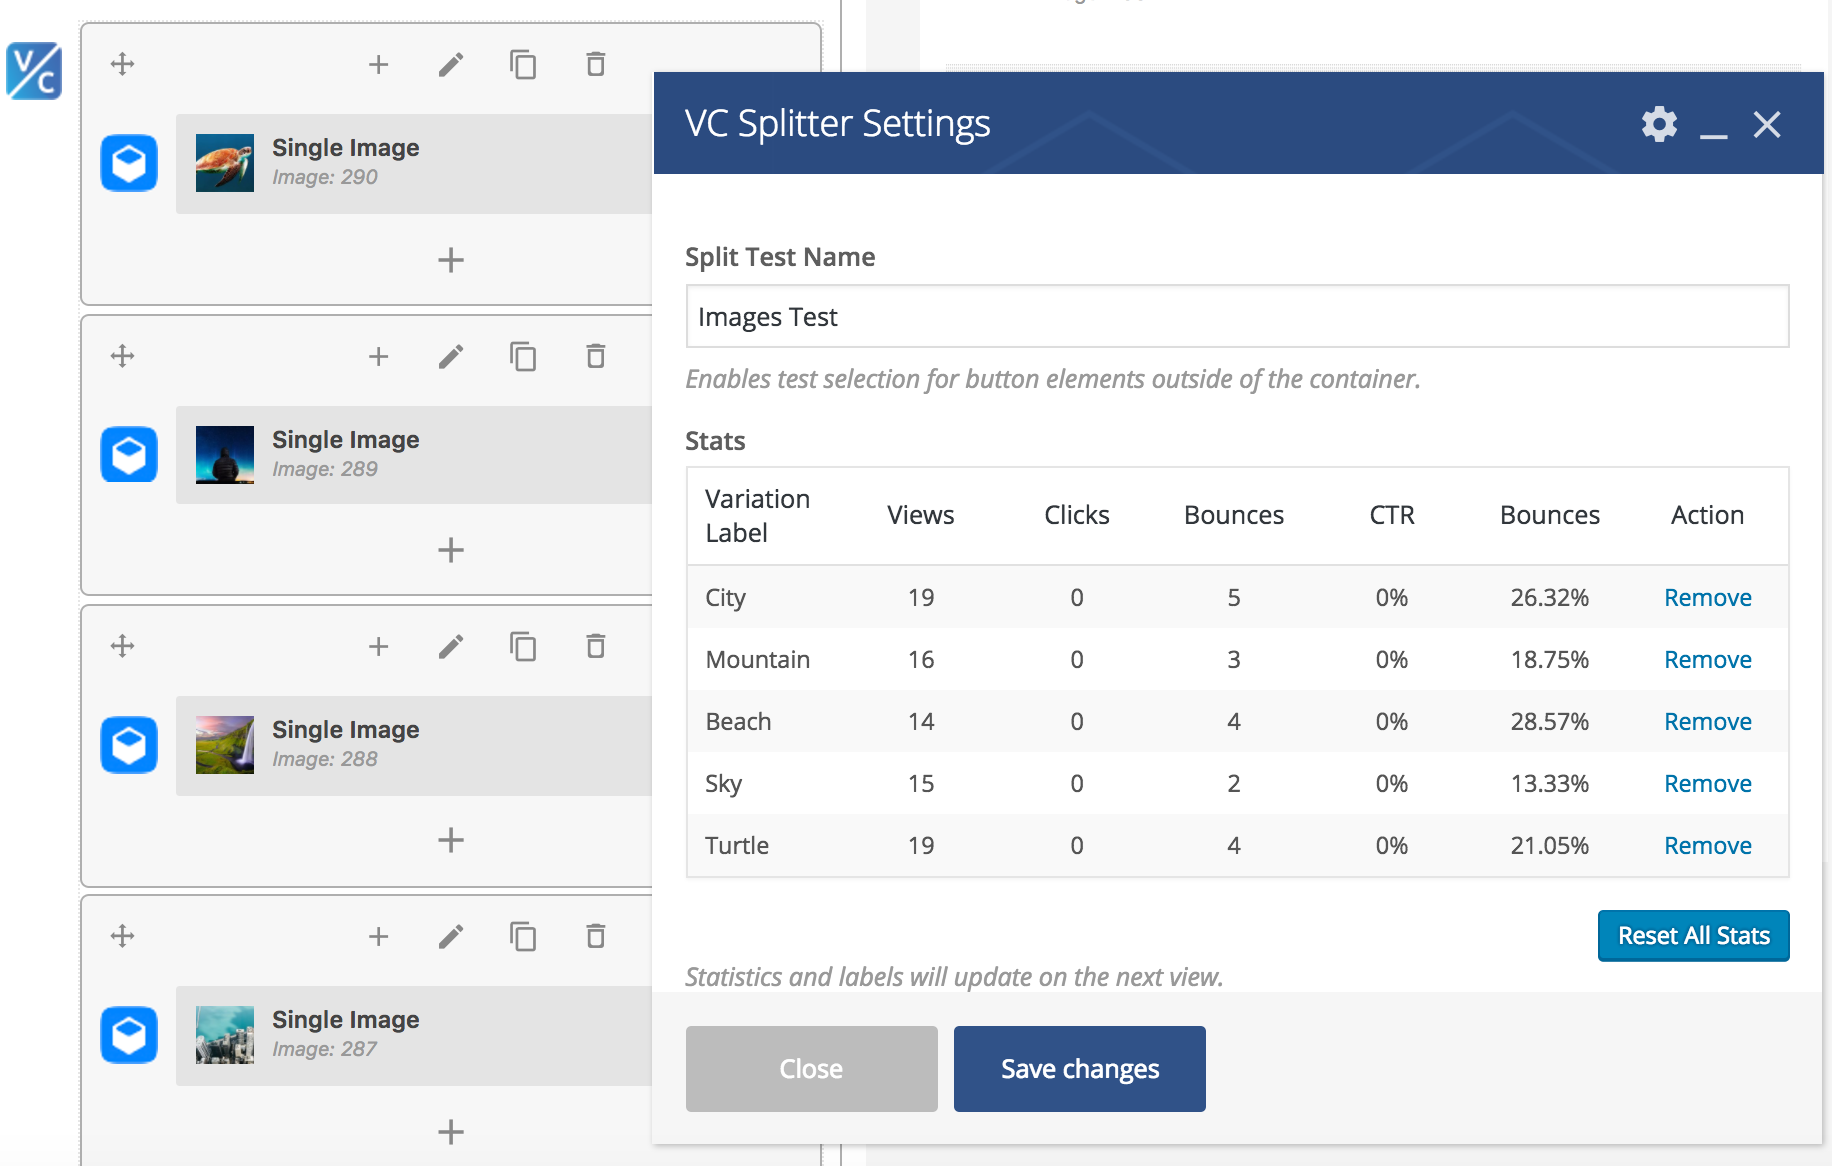 V/C
Single Image
Image: 290
Single Image
Image: 289
Single Image
Image: 288
Single Image
Image: 287
VC Splitter Settings
Split Test Name
Images Test
Enables test selection for button elements outside of the container.
Stats
Variation Label Views Clicks Bounces CTR Bounces Action
City 19 0 5 0% 26.32% Remove
Mountain 16 0 3 0% 18.75% Remove
Beach 14 0 4 0% 28.57% Remove
Sky 15 0 2 0% 13.33% Remove
Turtle 19 0 4 0% 21.05% Remove
Reset All Stats
Statistics and labels will update on the next view.
Close
Save changes